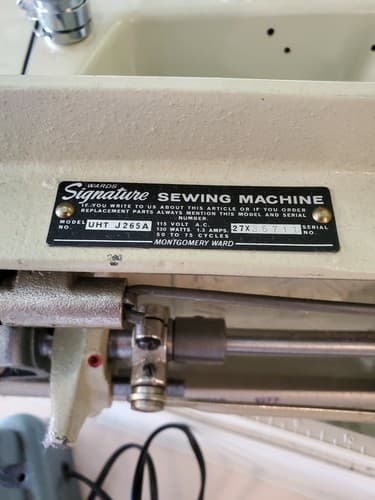 WARDS
Signature SEWING MACHINE
IF YOU WRITE TO US ABOUT THIS ARTICLE OR IF YOU ORDER
REPLACEMENT PARTS ALWAYS MENTION THIS MODEL AND SERIAL
NUMBER.
MODEL NO. UHT J265A 115 VOLT A.C. 120 WATTS 1.3 AMPS. 50 TO 75 CYCLES 27X36711 SERIAL NO.
MONTGOMERY WARD